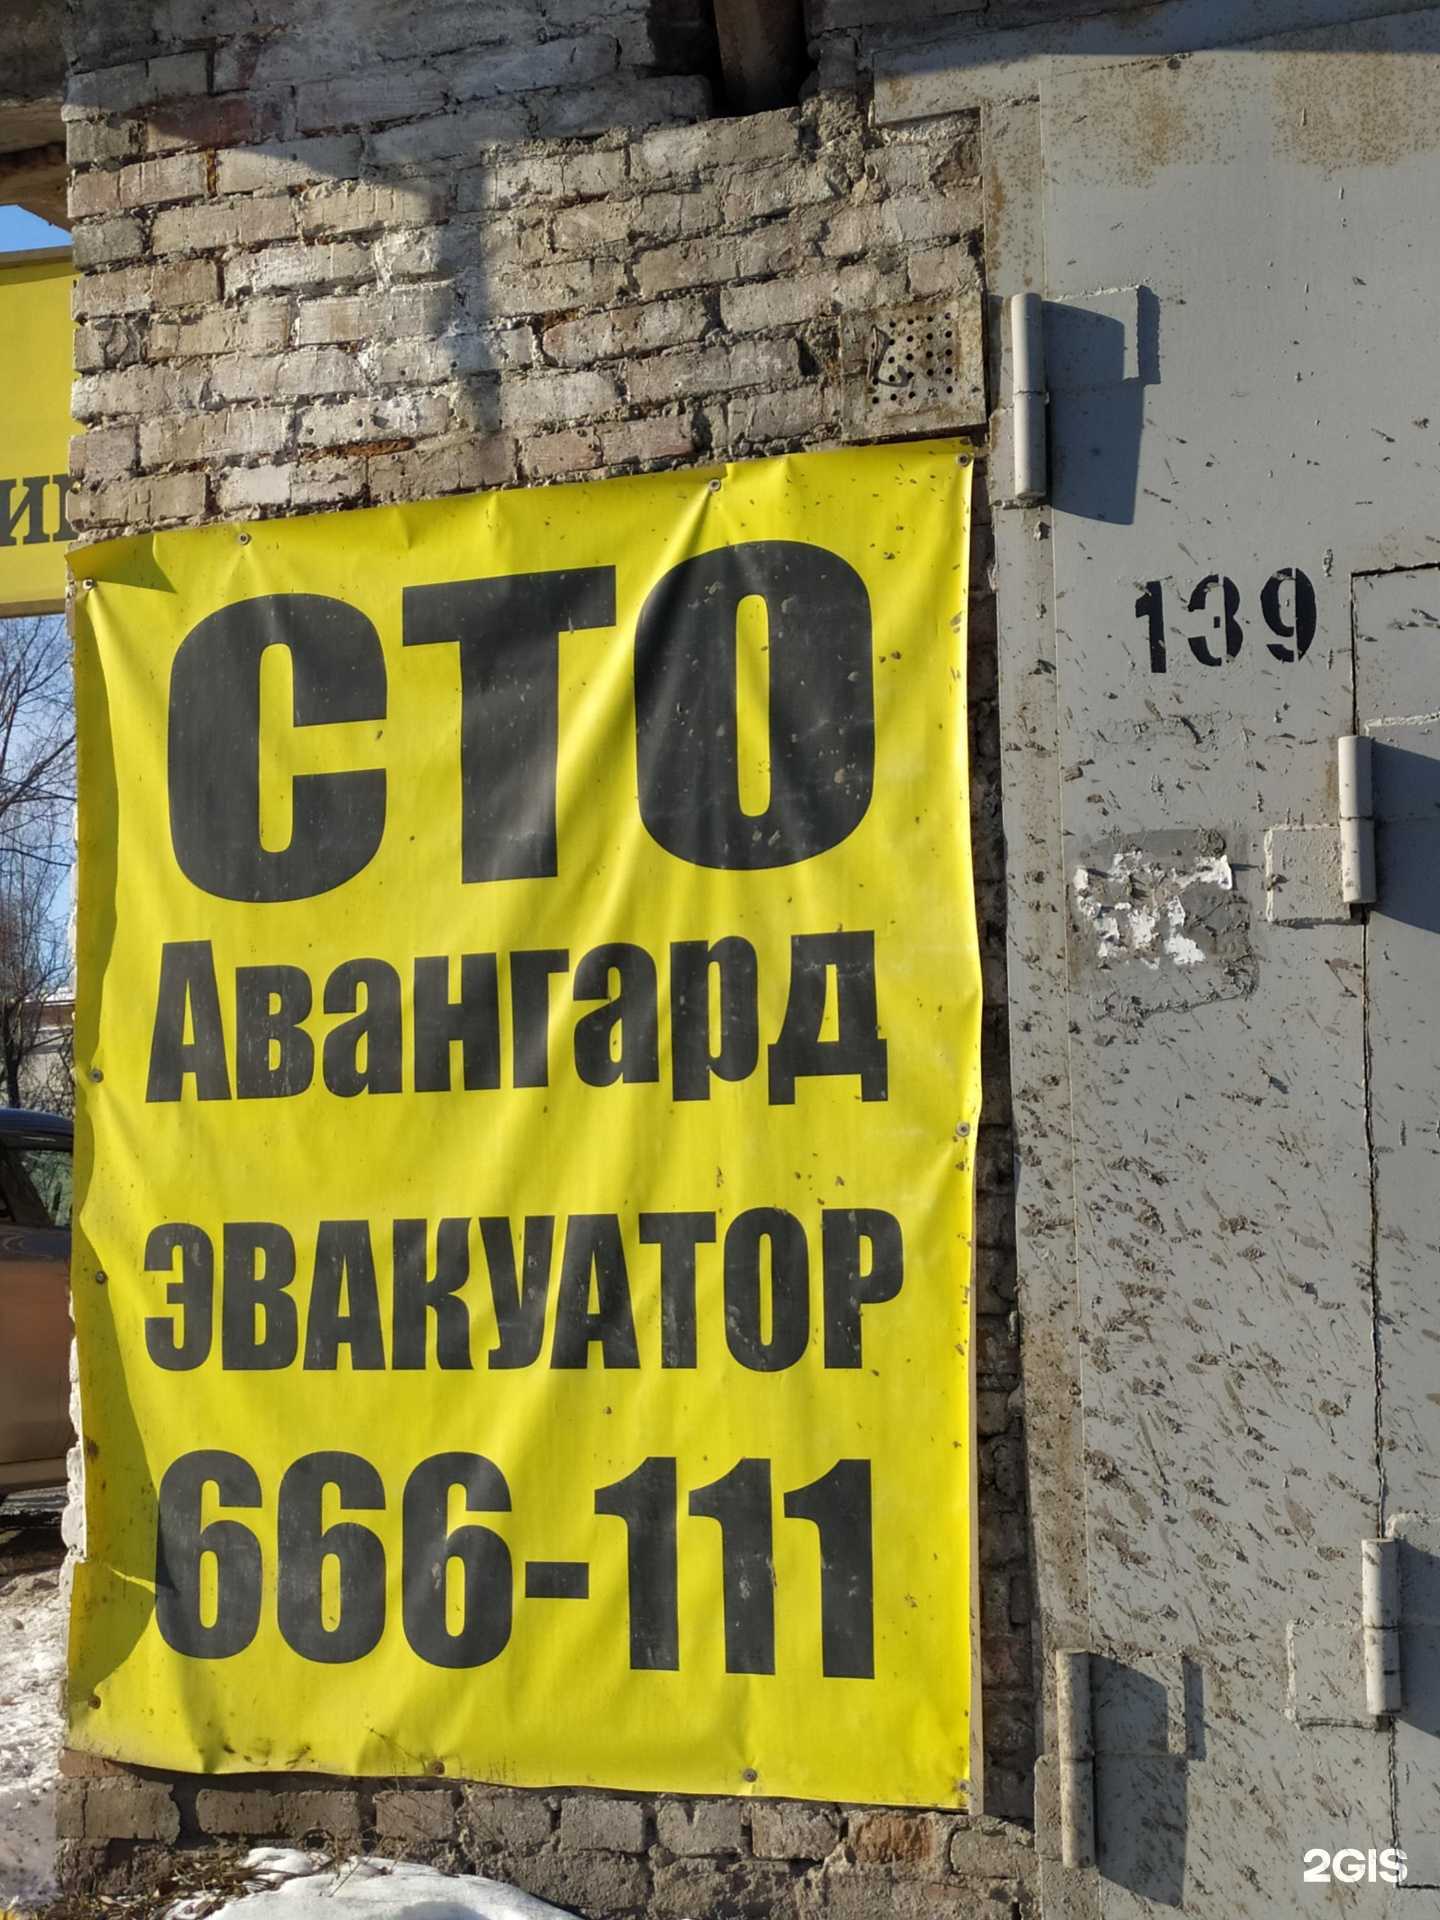 СТО
Авангард
ЭВАКУАТОР
666-111
139
2GIS